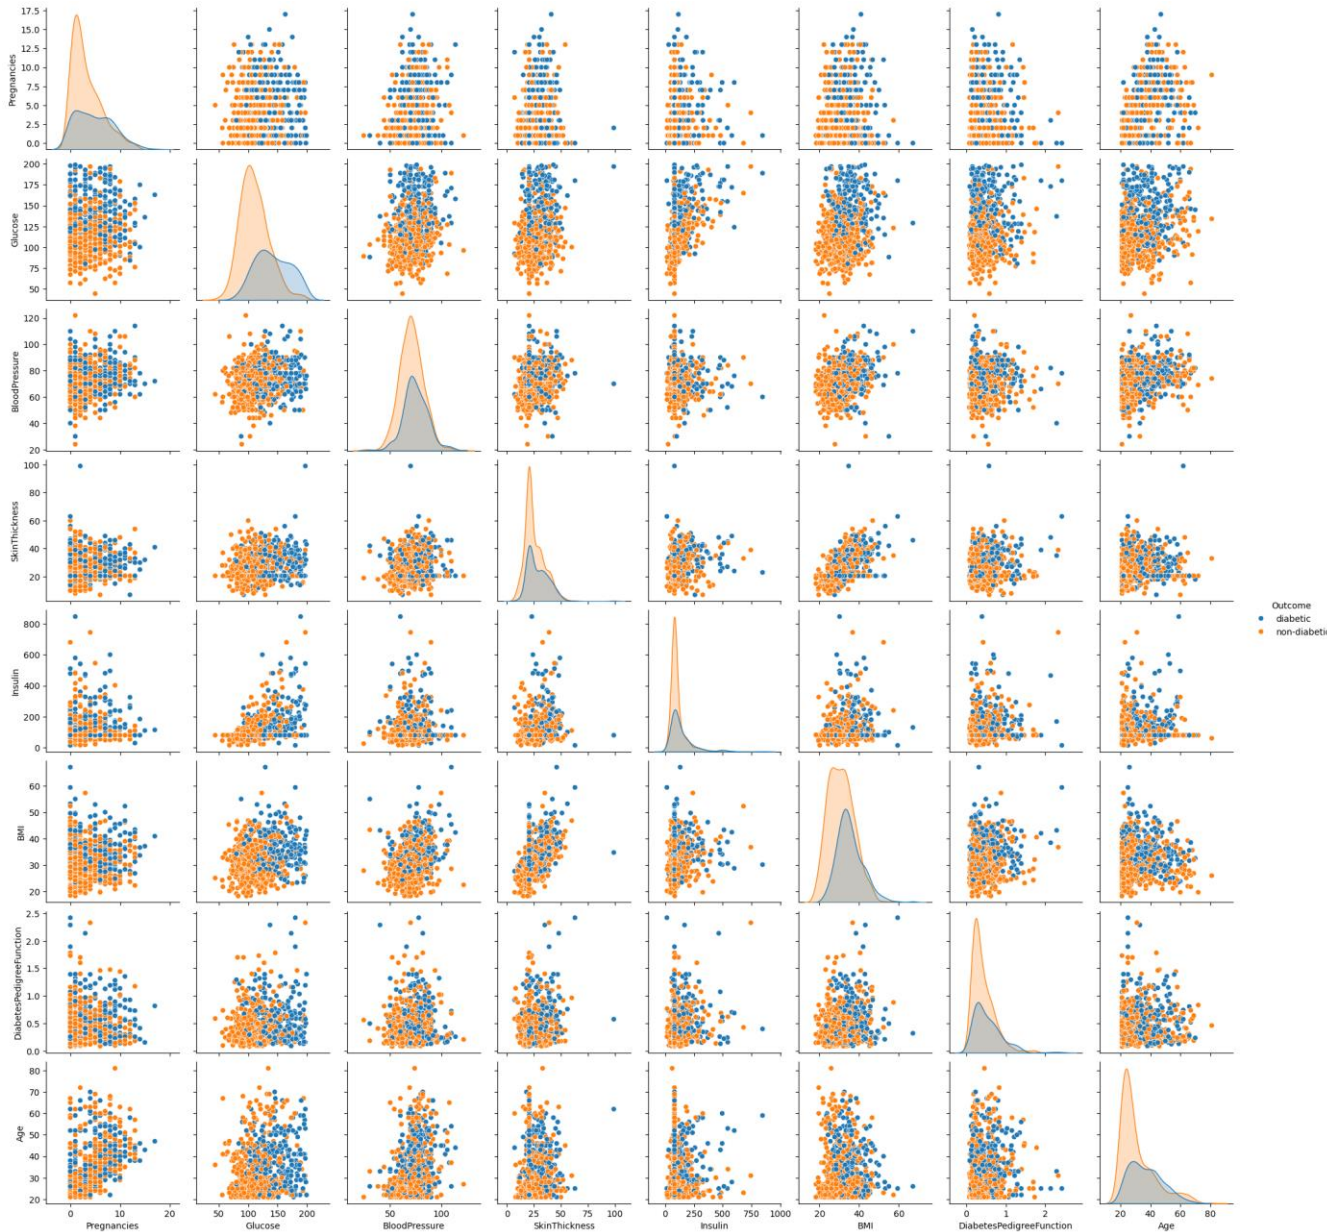 17.5
15.0
12.5
10.0
7.5
5.0
2.5
0.0
Pregnancies
200
175
150
125
100
75
50
Glucose
120
100
80
60
40
20
BloodPressure
100
80
60
40
20
SkinThickness
Outcome
diabetic
non-diabetic
800
600
400
200
0
Insulin
60
50
40
30
20
BMI
2.5
2.0
1.5
1.0
0.5
0.0
DiabetesPedigreeFunction
80
70
60
50
40
30
20
Age
0 10 20
50 100 150 200
50 100
0 25 50 75 100
0 250 500 750 1000
20 40 60
0 1 2
20 40 60 80
Pregnancies Glucose BloodPressure SkinThickness Insulin BMI DiabetesPedigreeFunction Age